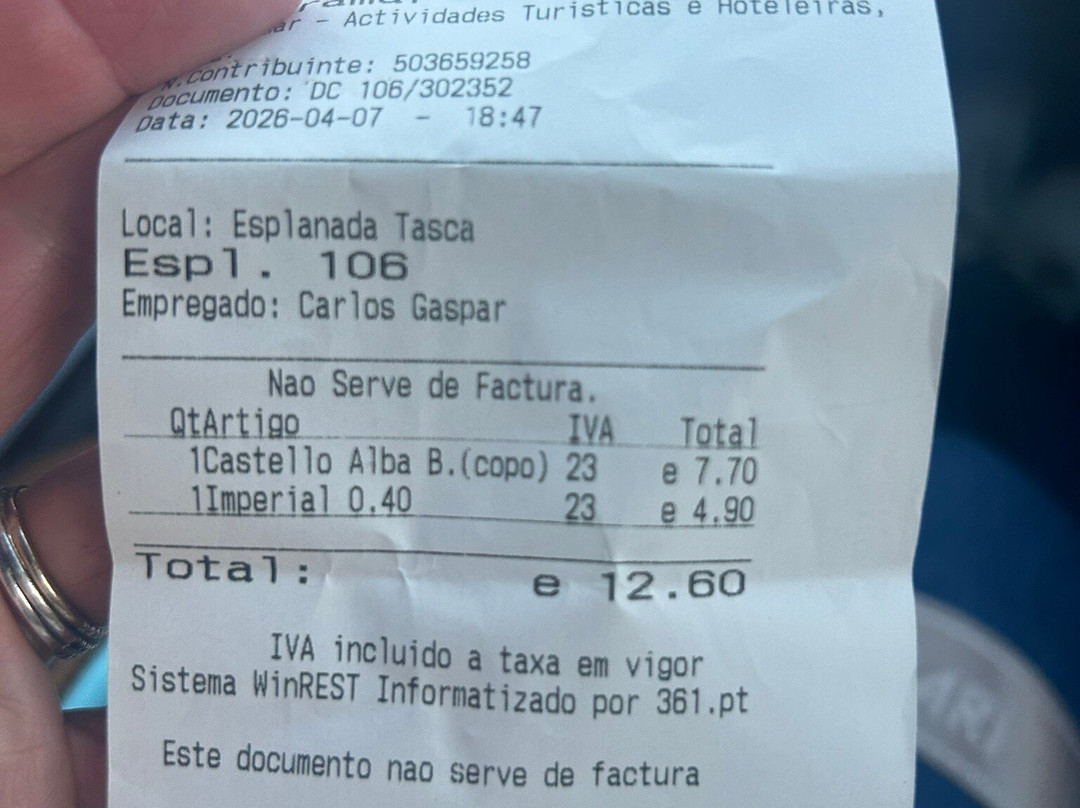 - Actividades Turisticas e Hoteleiras,
N.Contribuinte: 503659258
Documento: DC 106/302352
Data: 2026-04-07 - 18:47
Local: Esplanada Tasca
Espl. 106
Empregado: Carlos Gaspar
Nao Serve de Factura.
QtArtigo IVA Total
1Castello Alba B.(copo) 23 e 7.70
1Imperial 0.40 23 e 4.90
Total: e 12.60
IVA incluido a taxa em vigor
Sistema WinREST Informatizado por 361.pt
Este documento nao serve de factura